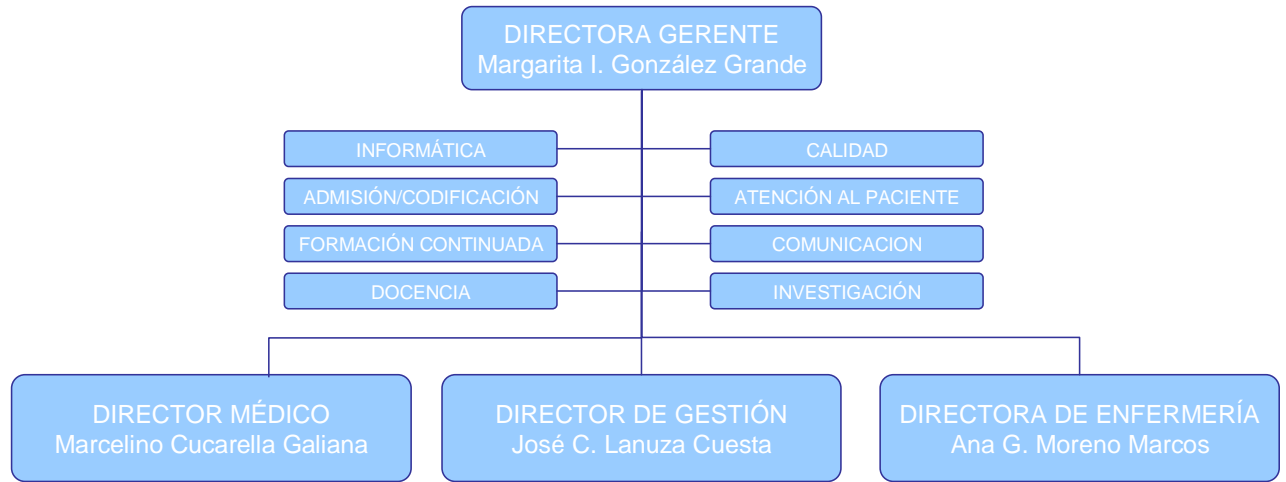 DIRECTORA GERENTE
Margarita I. González Grande
INFORMÁTICA
CALIDAD
ADMISIÓN/CODIFICACIÓN
ATENCIÓN AL PACIENTE
FORMACIÓN CONTINUADA
COMUNICACION
DOCENCIA
INVESTIGACIÓN
DIRECTOR MÉDICO
Marcelino Cucarella Galiana
DIRECTOR DE GESTIÓN
José C. Lanuza Cuesta
DIRECTORA DE ENFERMERÍA
Ana G. Moreno Marcos